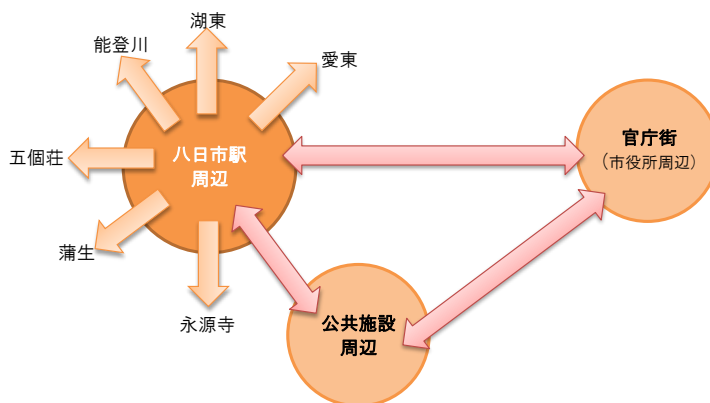 湖東
能登川
愛東
五個荘
八日市駅
周辺
官庁街
（市役所周辺）
蒲生
永源寺
公共施設
周辺